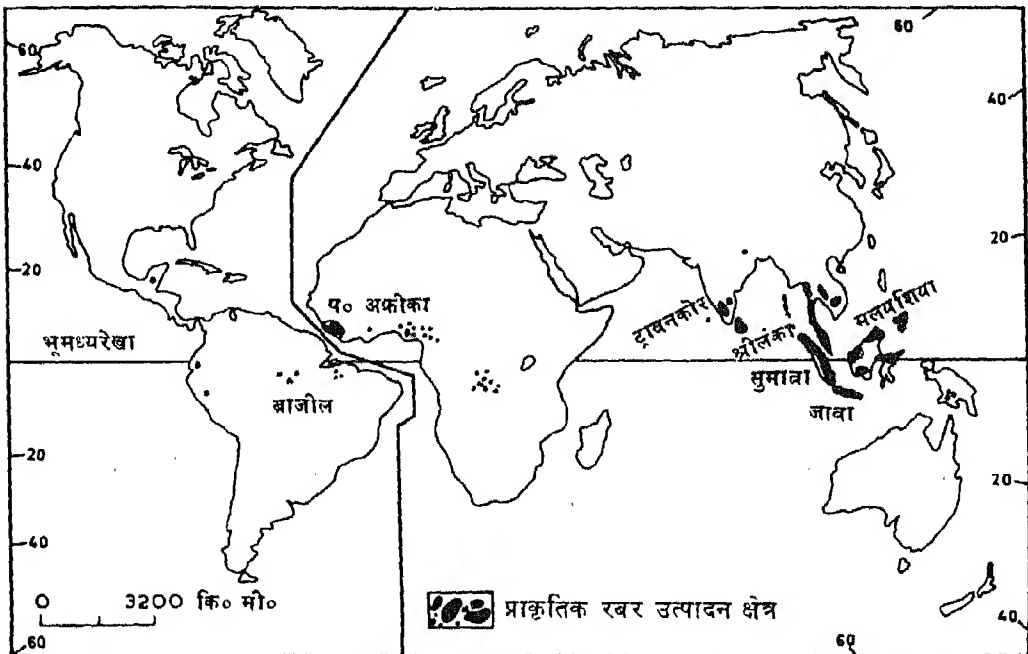 60
60
40
40
20
20
प० अफ्रीका
ट्रावनकोर
श्रीलंका
मलयेशिया
भूमध्यरेखा
सुमात्रा
ब्राजील
जावा
20
20
40
0 3200 कि० मी०
प्राकृतिक रबर उत्पादन क्षेत्र
40
60
60